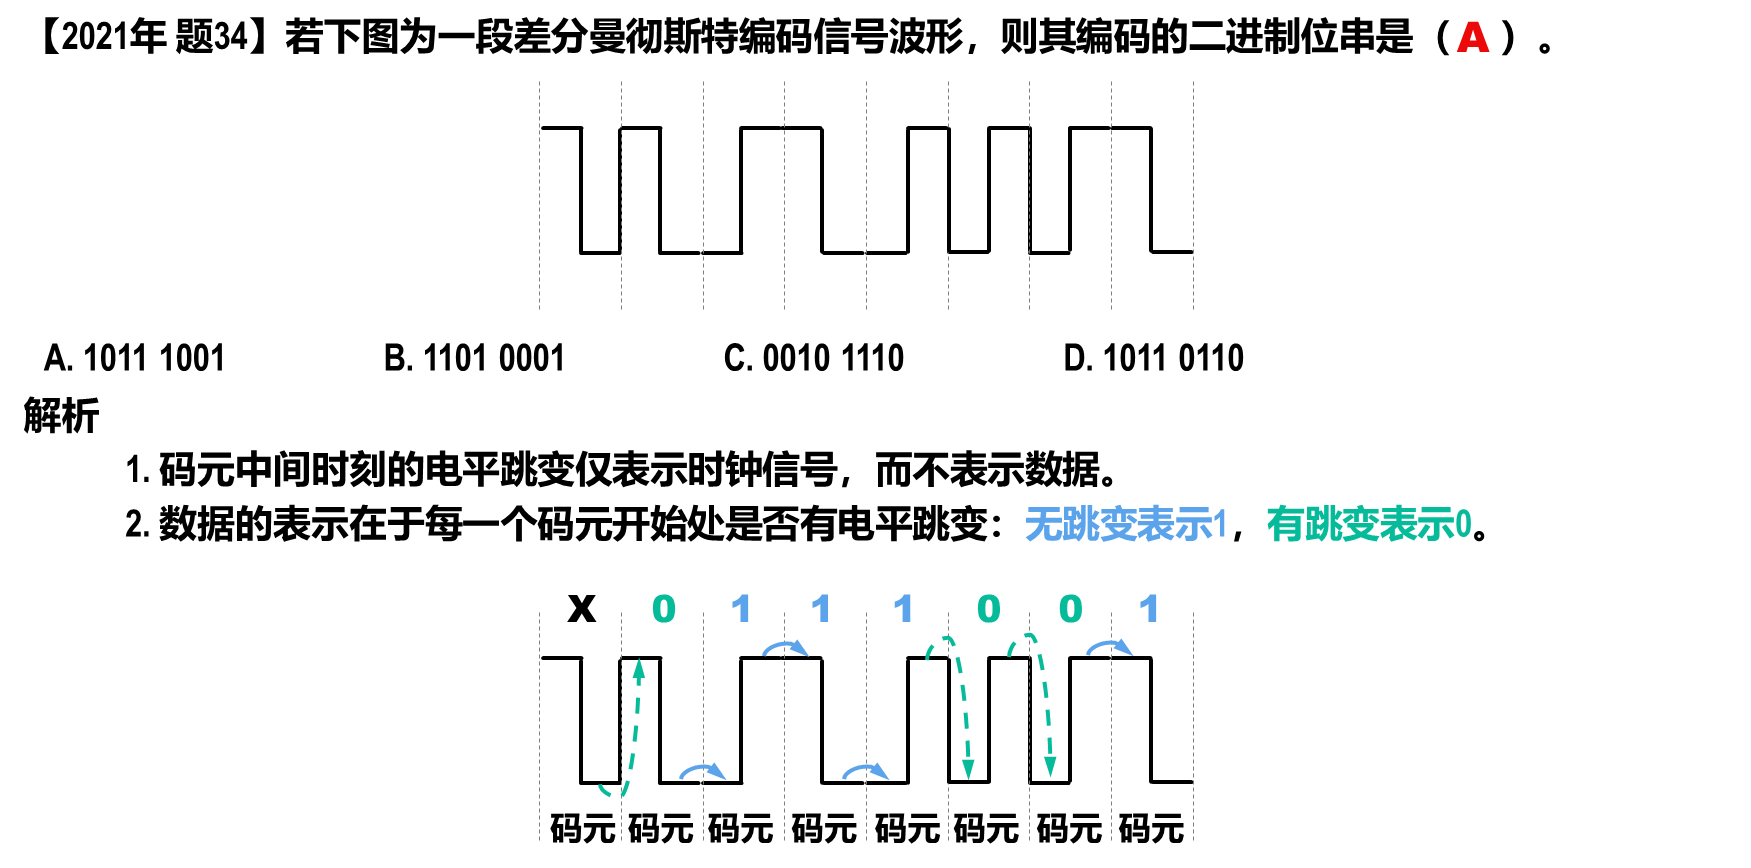 【2021年 题34】若下图为一段差分曼彻斯特编码信号波形，则其编码的二进制位串是（A）。
A. 1011 1001 B. 1101 0001 C. 0010 1110 D. 1011 0110
解析
1. 码元中间时刻的电平跳变仅表示时钟信号，而不表示数据。
2. 数据的表示在于每一个码元开始处是否有电平跳变：无跳变表示1，有跳变表示0。
X 0 1 1 1 0 0 1
码元 码元 码元 码元 码元 码元 码元 码元